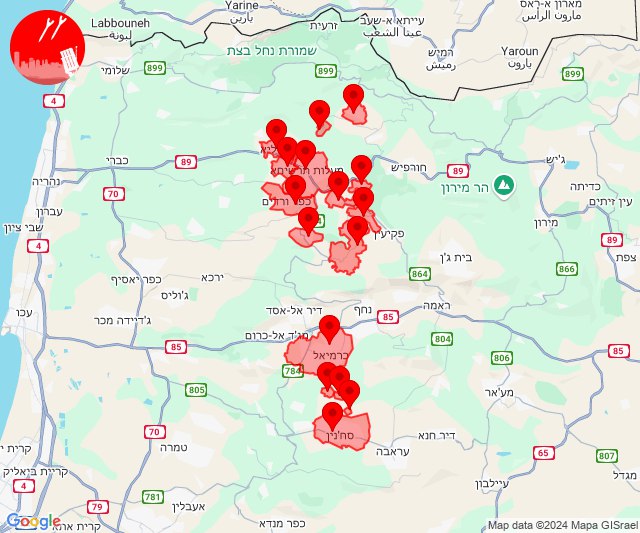 Yarine
يارين
Labbouneh
لبونة
זרעית
עייתא א-שעב
عيتا الشعب
מארון א-ראס
مارون الراس
שמורת נחל בצת
רמיש
رميش
Yaroun
يارون
899
899
899
שלומי
4
כברי
89
מעלות תרשיחא
89
ג'יש
חורפיש
נהריה
70
הר מירון
כדיתה
עין זיתים
עברון
כפר ורדים
מירון
שבי ציון
פקיעין
89
4
צפת
בית ג'ן
866
864
ירכא
כפר יאסיף
ג'וליס
נחף
ראמה
דיר אל-אסד
עכו
ג'דיידה מכר
85
מג'ד אל-כרום
804
85
85
כרמיאל
806
784
805
מע'אר
70
דיר חנא
סח'נין
טמרה
עראבה
65
807
קרית ביאליק
מגדל
4
781
עיילבון
79
כפר מנדא
קרית אתא
Google
Map data ©2024 Mapa GISrael